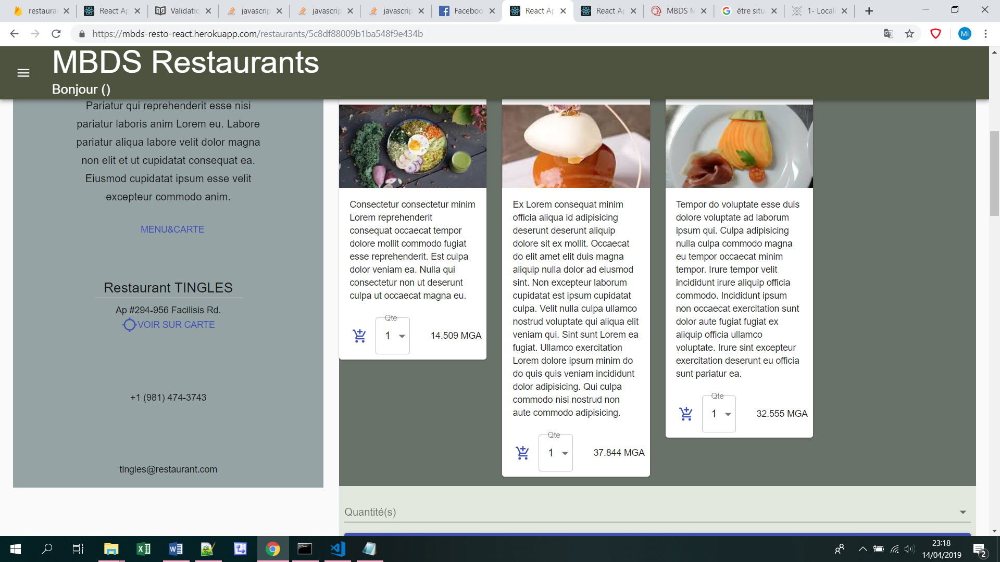 restaura
React Ap
Validatio
javascrip
javascrip
javascrip
Faceboo
React Ap
React Ap
MBDS M
être situ
1- Locali
https://mbds-resto-react.herokuapp.com/restaurants/5c8df88009b1ba548f9e434b
Mi
MBDS Restaurants
Bonjour ()
Pariatur qui reprehenderit esse nisi
pariatur laboris anim Lorem eu. Labore
pariatur aliqua labore velit dolor magna
non elit et ut cupidatat consequat ea.
Eiusmod cupidatat ipsum esse velit
excepteur commodo anim.
MENU&CARTE
Restaurant TINGLES
Ap #294-956 Facilisis Rd.
VOIR SUR CARTE
+1 (981) 474-3743
tingles@restaurant.com
Consectetur consectetur minim
Lorem reprehenderit
consequat occaecat tempor
dolore mollit commodo fugiat
esse reprehenderit. Est culpa
dolor veniam ea. Nulla qui
consectetur non ut deserunt
culpa ut occaecat magna eu.
Qte
1
14.509 MGA
Ex Lorem consequat minim
officia aliqua id adipisicing
deserunt deserunt aliquip
dolore sit ex mollit. Occaecat
do elit amet elit duis magna
aliquip nulla dolor ad eiusmod
sint. Non excepteur laborum
cupidatat est ipsum cupidatat
culpa. Velit nulla culpa ullamco
nostrud voluptate qui aliqua elit
veniam qui. Sint sunt Lorem ea
fugiat. Ullamco exercitation
Lorem dolore ipsum minim do
do quis quis veniam incididunt
dolor adipisicing. Qui culpa
commodo nisi nostrud non
aute commodo adipisicing.
Qte
1
37.844 MGA
Tempor do voluptate esse duis
dolore voluptate ad laborum
ipsum qui. Culpa adipisicing
nulla culpa commodo magna
eu tempor occaecat minim
tempor. Irure tempor velit
incididunt irure aliquip officia
commodo. Incididunt ipsum
non occaecat exercitation sunt
dolor aute fugiat fugiat ex
aliquip officia ullamco
voluptate. Irure sint excepteur
exercitation deserunt eu officia
sunt pariatur ea.
Qte
1
32.555 MGA
Quantité(s)
23:18
14/04/2019
2